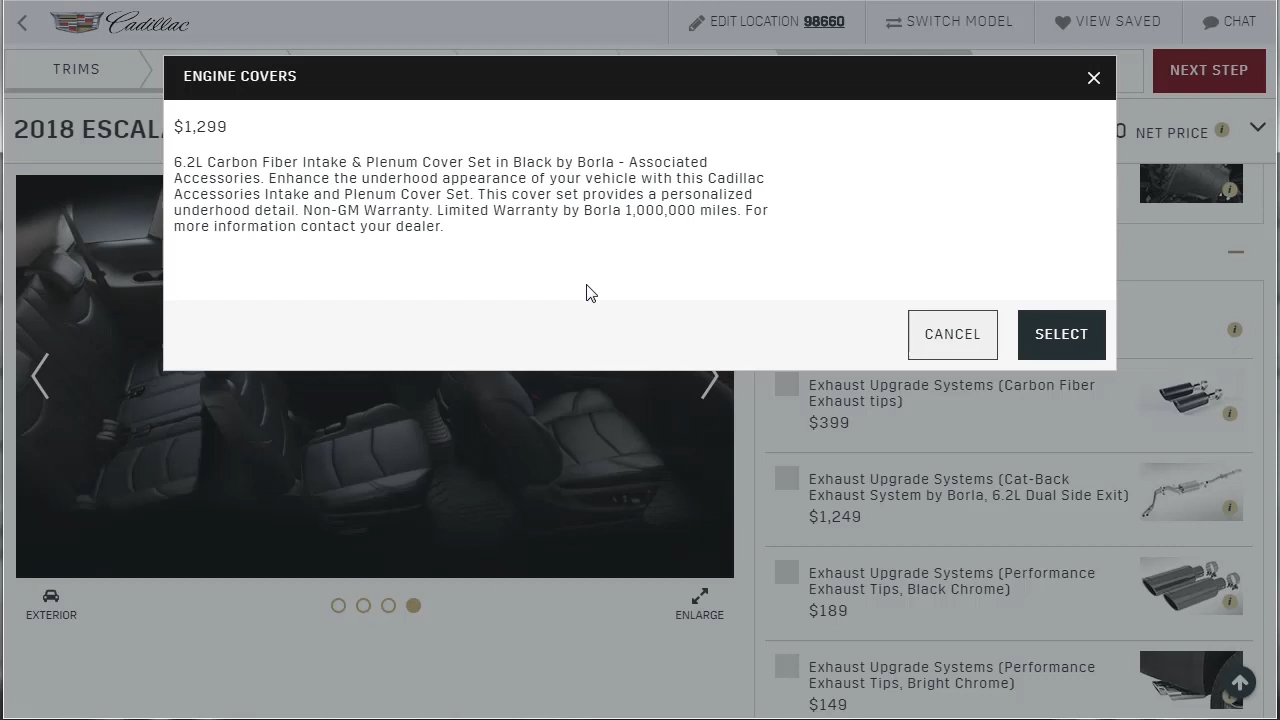 Cadillac
EDIT LOCATION 98660
SWITCH MODEL
VIEW SAVED
CHAT
TRIMS
NEXT STEP
ENGINE COVERS
2018 ESCAL
0 NET PRICE
$1,299
6.2L Carbon Fiber Intake & Plenum Cover Set in Black by Borla - Associated
Accessories. Enhance the underhood appearance of your vehicle with this Cadillac
Accessories Intake and Plenum Cover Set. This cover set provides a personalized
underhood detail. Non-GM Warranty. Limited Warranty by Borla 1,000,000 miles. For
more information contact your dealer.
CANCEL
SELECT
Exhaust Upgrade Systems (Carbon Fiber
Exhaust tips)
$399
Exhaust Upgrade Systems (Cat-Back
Exhaust System by Borla, 6.2L Dual Side Exit)
$1,249
Exhaust Upgrade Systems (Performance
Exhaust Tips, Black Chrome)
$189
Exhaust Upgrade Systems (Performance
Exhaust Tips, Bright Chrome)
$149
EXTERIOR
ENLARGE